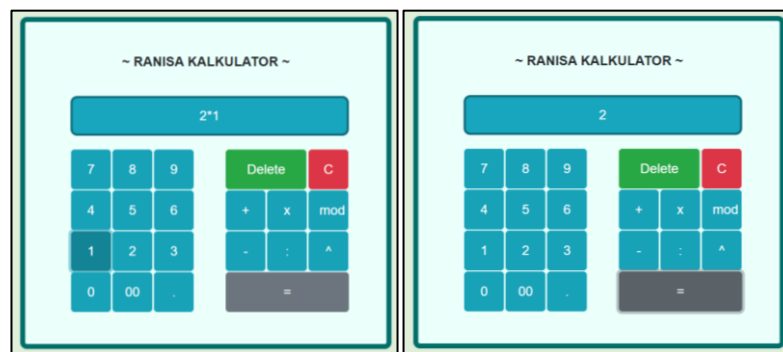 ~ RANISA KALKULATOR ~
2*1
7 8 9 Delete C
4 5 6 + x mod
1 2 3 - : ^
0 00 . =
~ RANISA KALKULATOR ~
2
7 8 9 Delete C
4 5 6 + x mod
1 2 3 - : ^
0 00 . =